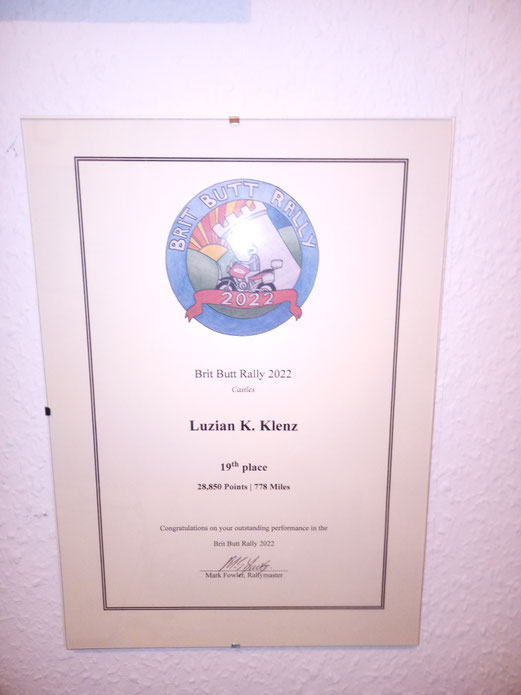 BRIT BUTT RALLY
2022
Brit Butt Rally 2022
Castles
Luzian K. Klenz
19th place
28,850 Points | 778 Miles
Congratulations on your outstanding performance in the
Brit Butt Rally 2022
Mark Fowler, Rallymaster